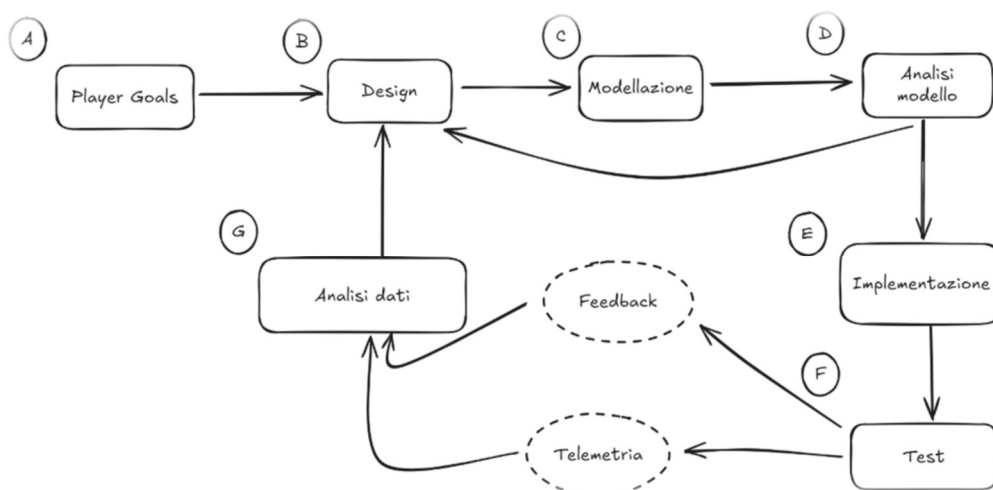 A
B
C
D
Player Goals
Design
Modellazione
Analisi
modello
G
E
Analisi dati
Feedback
Implementazione
F
Telemetria
Test